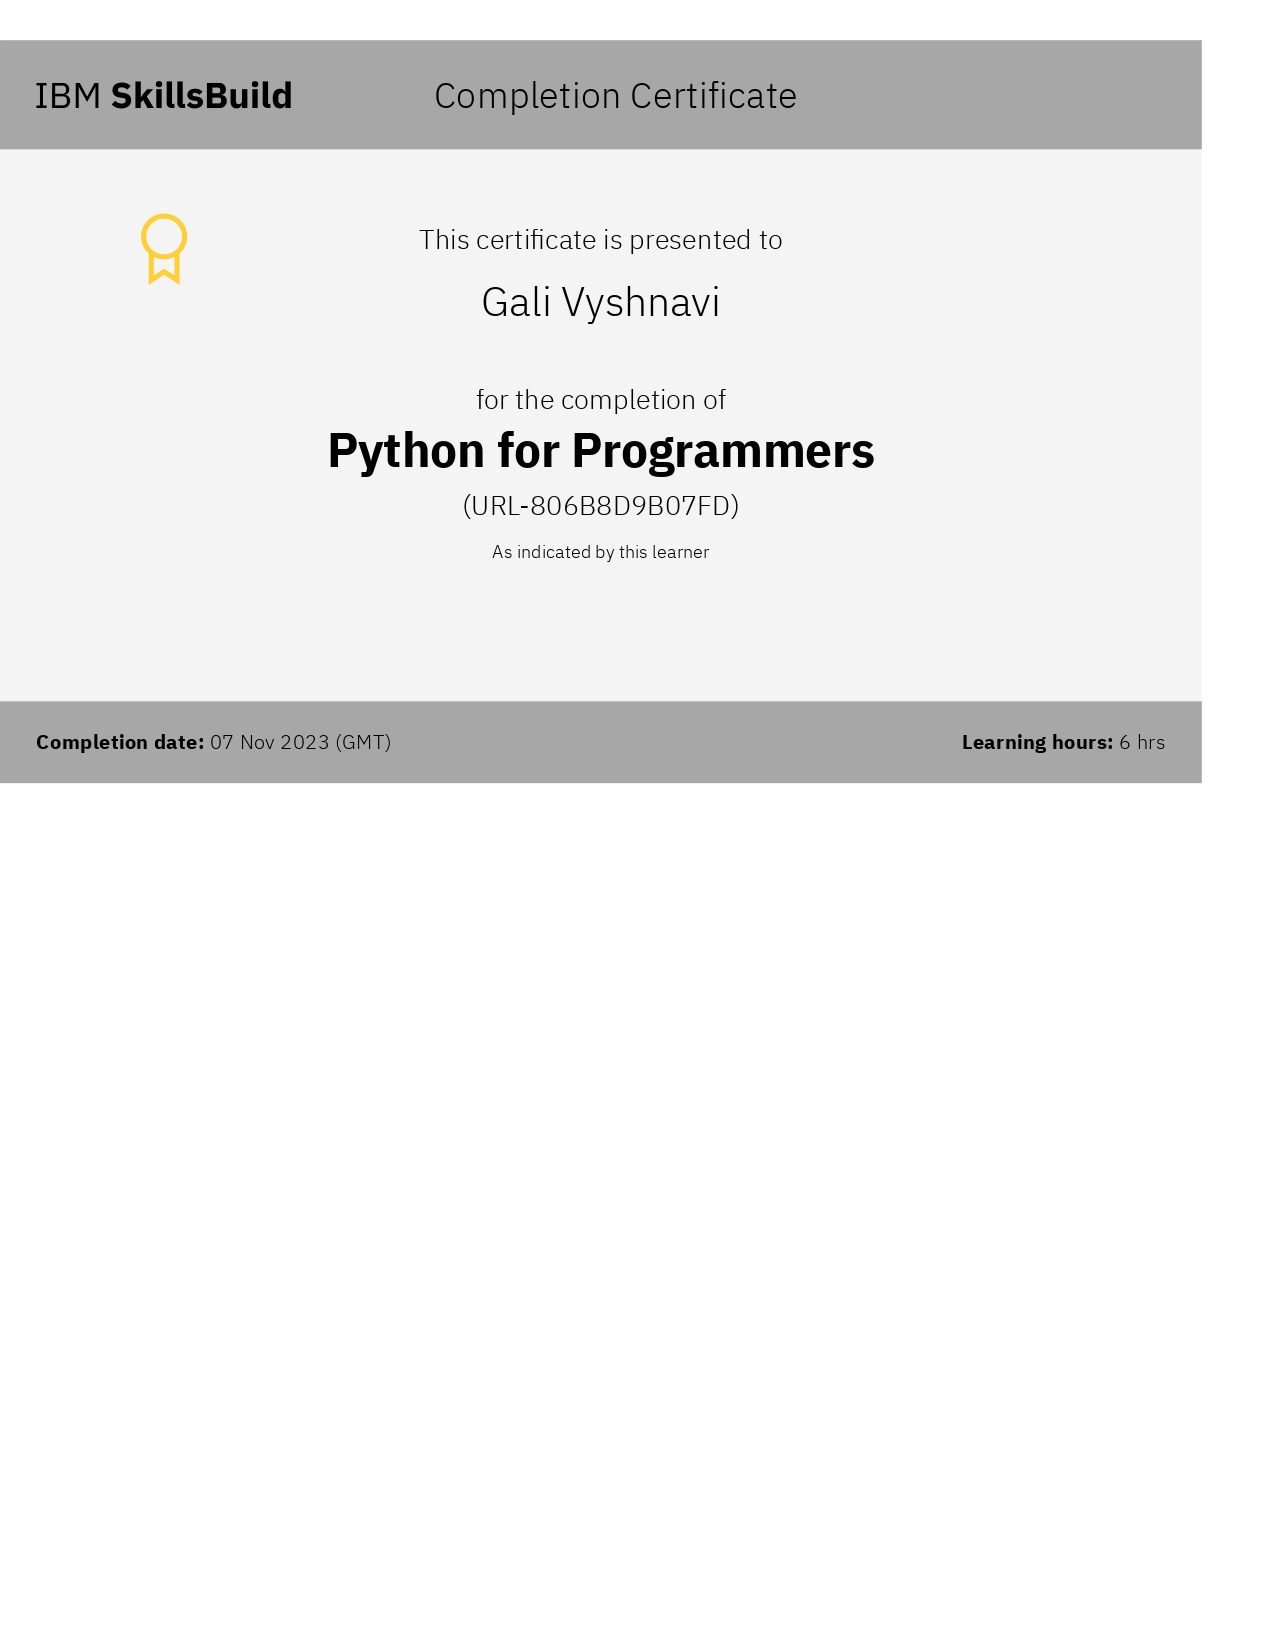 IBM SkillsBuild
Completion Certificate
This certificate is presented to
Gali Vyshnavi
for the completion of
Python for Programmers
(URL-806B8D9B07FD)
As indicated by this learner
Completion date: 07 Nov 2023 (GMT)
Learning hours: 6 hrs